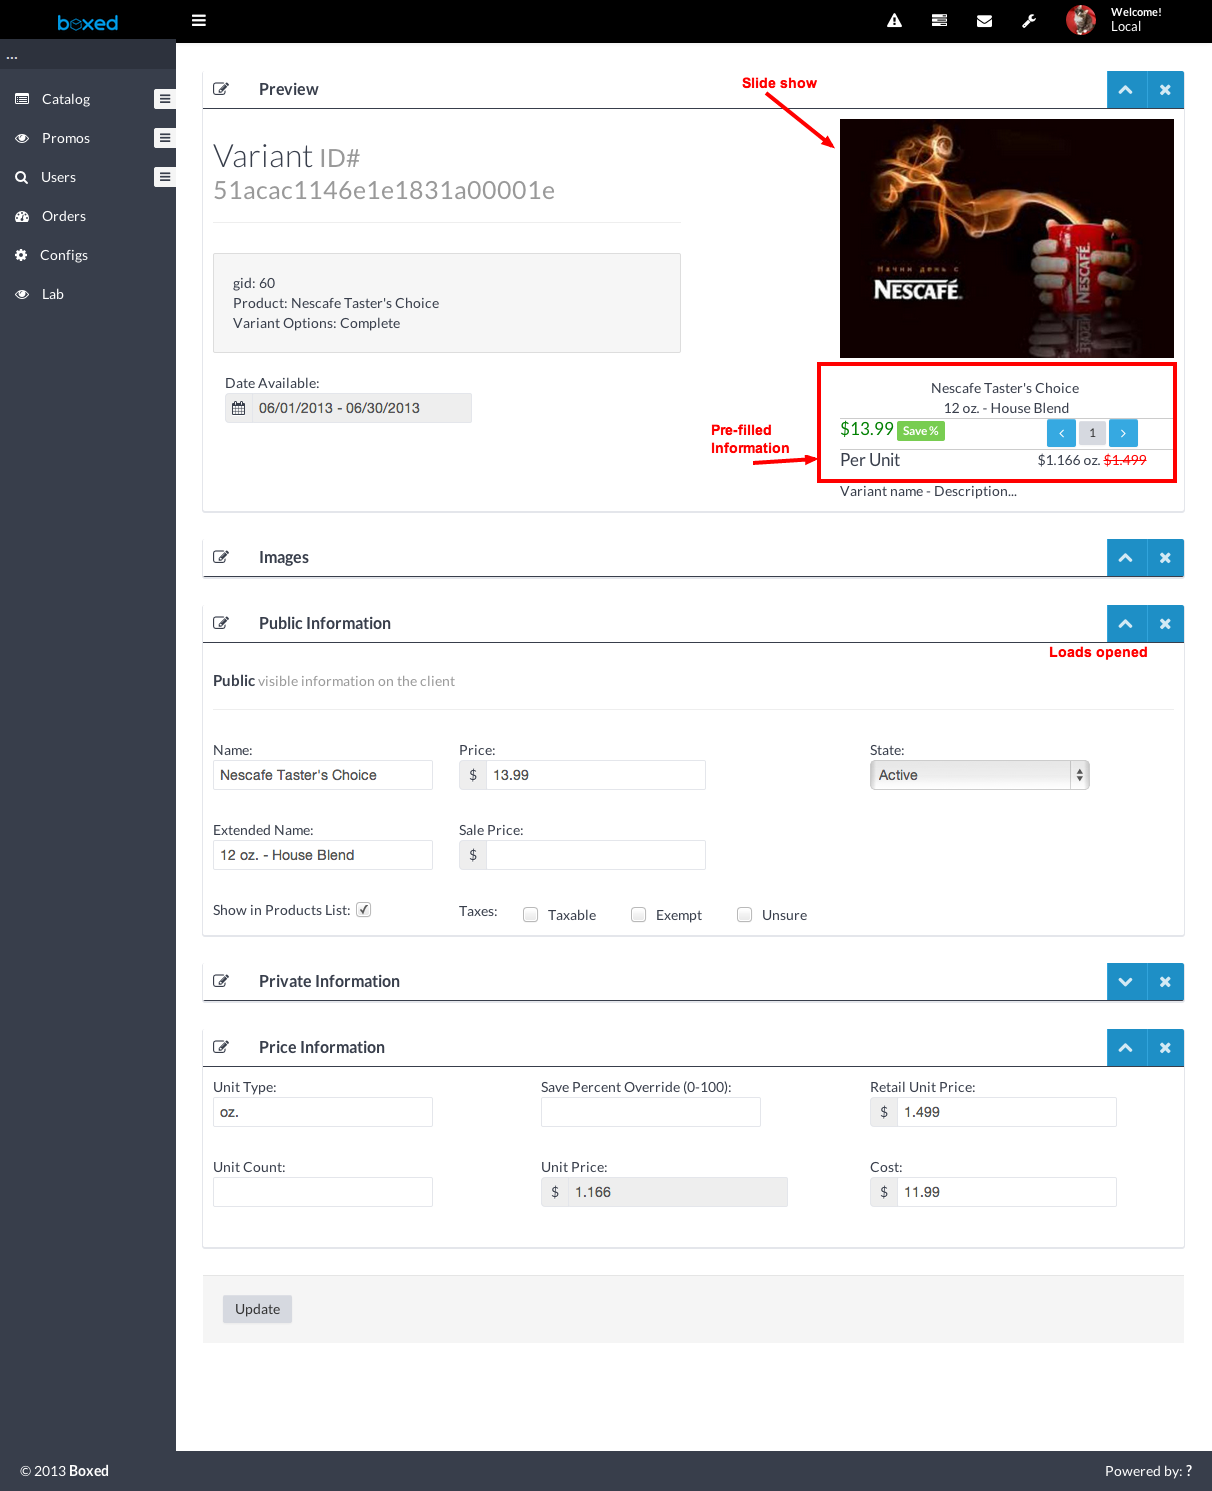 boxed
Welcome!
Local
...
Catalog
Promos
Users
Orders
Configs
Lab
Preview
Slide show
Variant ID#
51acac1146e1e1831a00001e
gid: 60
Product: Nescafe Taster's Choice
Variant Options: Complete
Date Available:
06/01/2013 - 06/30/2013
Начни день с
NESCAFÉ.
NESCAFÉ
Pre-filled
Information
Nescafe Taster's Choice
12 oz. - House Blend
$13.99 Save %
< 1 >
Per Unit $1.166 oz. $1.499
Variant name - Description...
Images
Public Information
Loads opened
Public visible information on the client
Name: Price: State:
Nescafe Taster's Choice $ 13.99 Active
Extended Name: Sale Price:
12 oz. - House Blend $
Show in Products List: Taxes: Taxable Exempt Unsure
Private Information
Price Information
Unit Type: Save Percent Override (0-100): Retail Unit Price:
oz. $ 1.499
Unit Count: Unit Price: Cost:
$ 1.166 $ 11.99
Update
© 2013 Boxed Powered by: ?